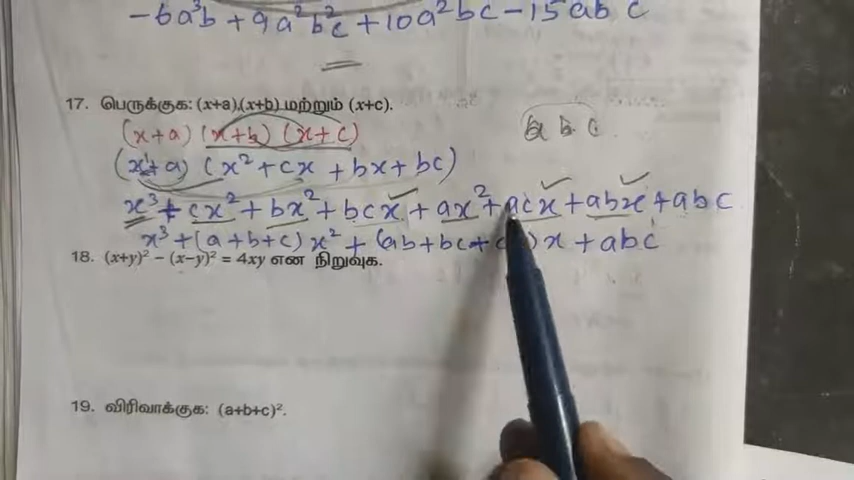 -6a³b + 9a²b²c + 10a²bc - 15ab c
17. பெருக்குக: (x+a),(x+b) மற்றும் (x+c).
(x+a) (x+b) (x+c)
a b c
(x+a) (x² + cx + bx + bc)
x³ + cx² + bx² + bcx + ax² + acx + abx + abc
x³ + (a+b+c) x² + (ab+bc+c ) x + abc
18. (x+y)² – (x–y)² = 4xy என நிறுவுக.
19. விரிவாக்குக: (a+b+c)².